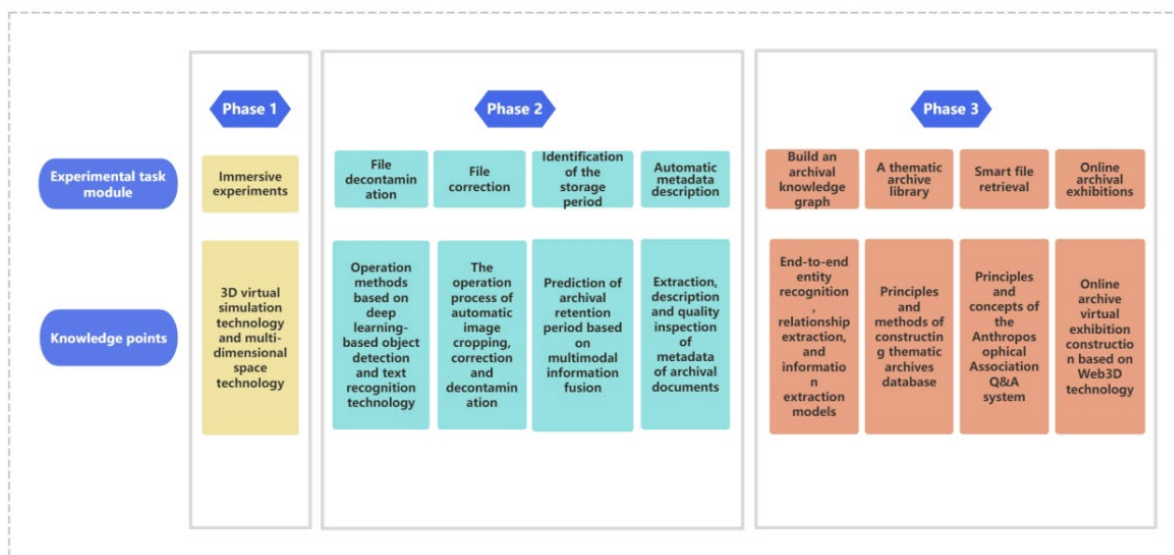 Phase 1
Phase 2
Phase 3
Experimental task
module
Immersive
experiments
File
decontamin
ation
File
correction
Identification
of the
storage
period
Automatic
metadata
description
Build an
archival
knowledge
graph
A thematic
archive
library
Smart file
retrieval
Online
archival
exhibitions
Knowledge points
3D virtual
simulation
technology
and multi-
dimensional
space
technology
Operation
methods
based on
deep
learning-
based object
detection
and text
recognition
technology
The
operation
process of
automatic
image
cropping,
correction
and
decontamin
ation
Prediction of
archival
retention
period based
on
multimodal
information
fusion
Extraction,
description
and quality
inspection
of
metadata
of archival
documents
End-to-end
entity
recognition
,
relationship
extraction,
and
informatio
n
extraction
models
Principles
and
methods of
constructin
g thematic
archives
database
Principles
and
concepts of
the
Anthropos
ophical
Association
Q&A
system
Online
archive
virtual
exhibition
constructio
n based on
Web3D
technology